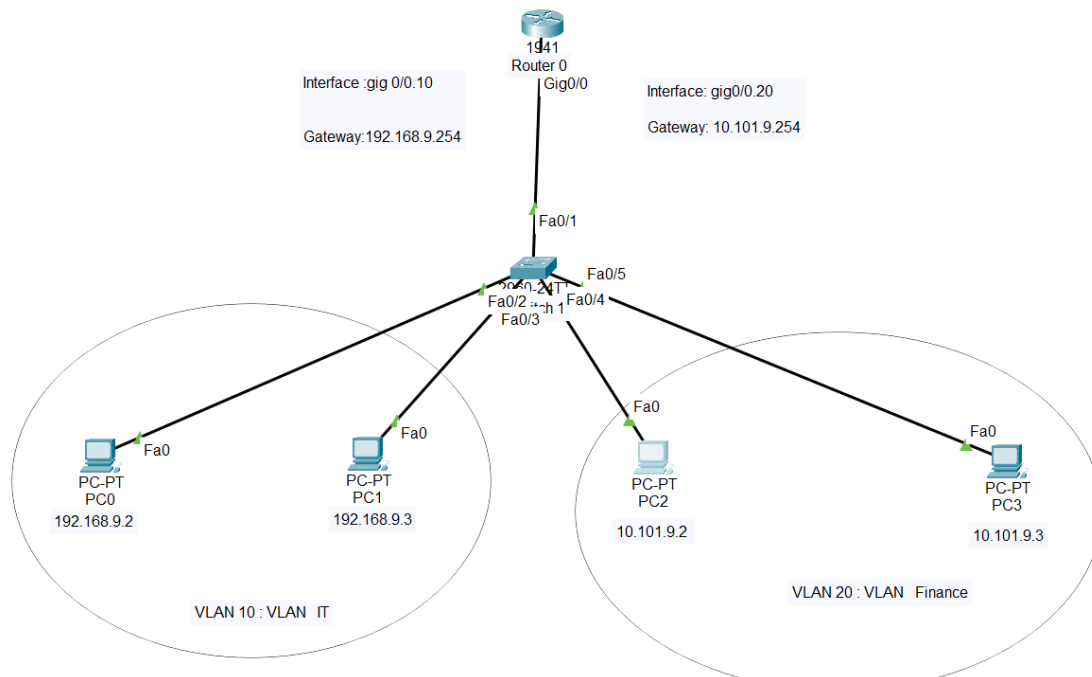 1941
Router 0
Gig0/0
Interface :gig 0/0.10
Gateway:192.168.9.254
Interface: gig0/0.20
Gateway: 10.101.9.254
Fa0/1
Fa0/5
Fa0/2
Fa0/4
Fa0/3
Fa0
PC-PT
PC0
192.168.9.2
Fa0
PC-PT
PC1
192.168.9.3
Fa0
PC-PT
PC2
10.101.9.2
Fa0
PC-PT
PC3
10.101.9.3
VLAN 10 : VLAN IT
VLAN 20 : VLAN Finance